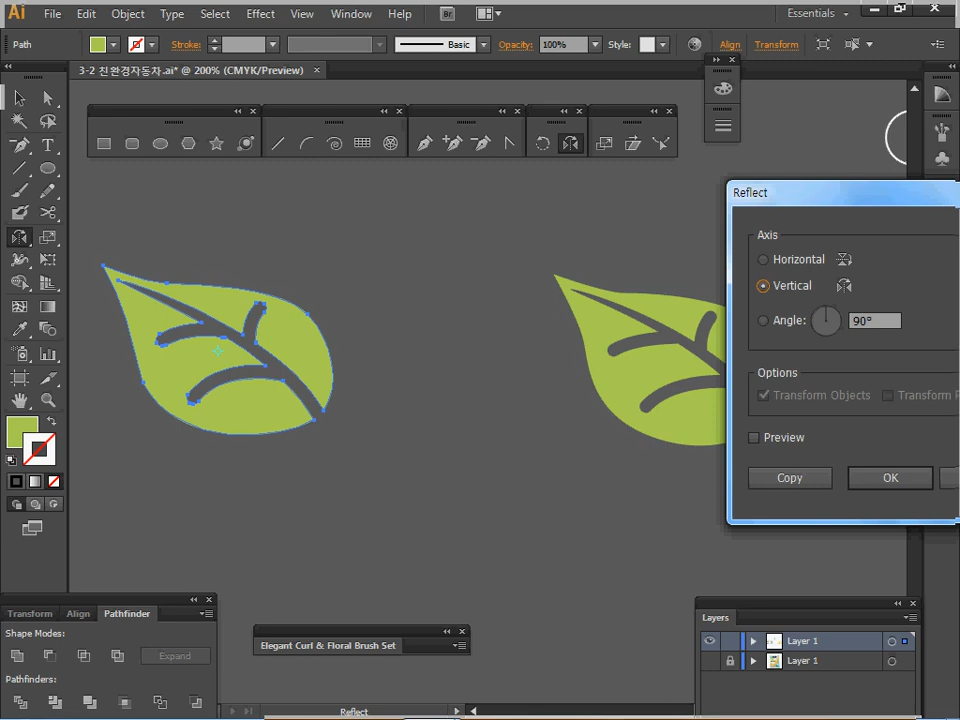 Ai File Edit Object Type Select Effect View Window Help Br Essentials
Path Stroke: Basic Opacity: 100% Style: Align Transform
3-2 친환경자동차.ai* @ 200% (CMYK/Preview)
T
Reflect
Axis
Horizontal
Vertical
Angle: 90°
Options
Transform Objects Transform
Preview
Copy OK
Transform Align Pathfinder
Shape Modes:
Expand
Pathfinders:
Elegant Curl & Floral Brush Set
Layers
Layer 1
Layer 1
Reflect